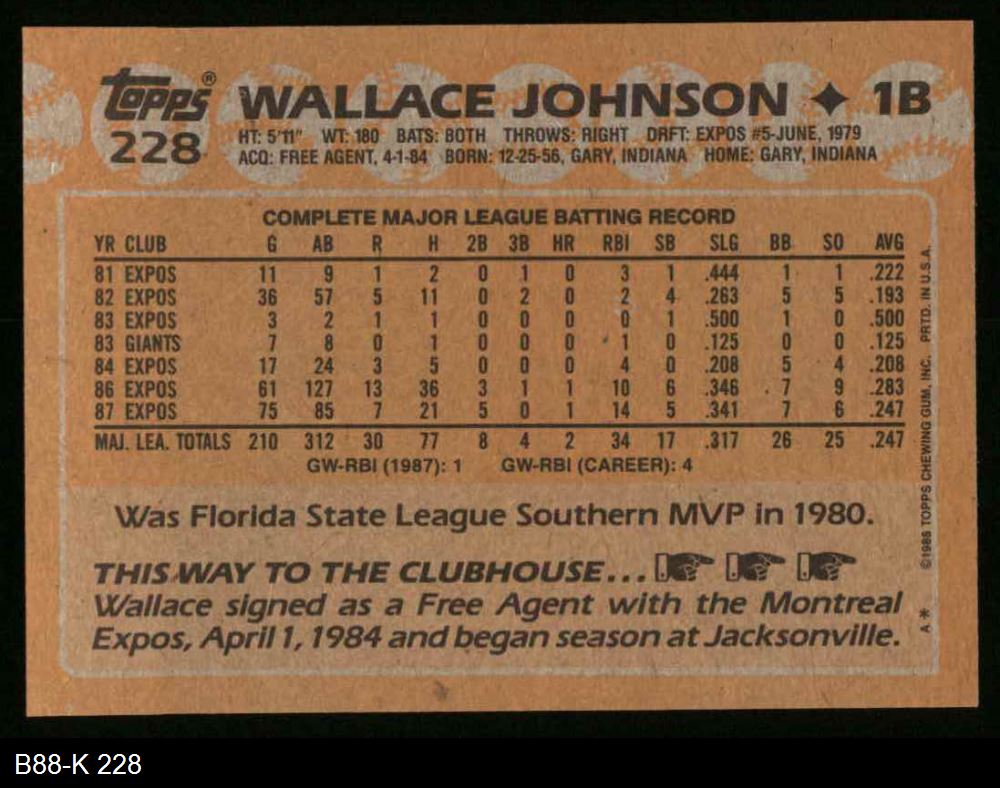 Topps® WALLACE JOHNSON ✦ 1B
228 HT: 5'11" WT: 180 BATS: BOTH THROWS: RIGHT DRFT: EXPOS #5-JUNE, 1979
ACQ: FREE AGENT, 4-1-84 BORN: 12-25-56, GARY, INDIANA HOME: GARY, INDIANA
COMPLETE MAJOR LEAGUE BATTING RECORD
YR CLUB G AB R H 2B 3B HR RBI SB SLG BB SO AVG
81 EXPOS 11 9 1 2 0 1 0 3 1 .444 1 1 .222
82 EXPOS 36 57 5 11 0 2 0 2 4 .263 5 5 .193
83 EXPOS 3 2 1 1 0 0 0 0 1 .500 1 0 .500
83 GIANTS 7 8 0 1 0 0 0 1 0 .125 0 0 .125
84 EXPOS 17 24 3 5 0 0 0 4 0 .208 5 4 .208
86 EXPOS 61 127 13 36 3 1 1 10 6 .346 7 9 .283
87 EXPOS 75 85 7 21 5 0 1 14 5 .341 7 6 .247
MAJ. LEA. TOTALS 210 312 30 77 8 4 2 34 17 .317 26 25 .247
GW-RBI (1987): 1 GW-RBI (CAREER): 4
Was Florida State League Southern MVP in 1980.
THIS WAY TO THE CLUBHOUSE...
Wallace signed as a Free Agent with the Montreal
Expos, April 1, 1984 and began season at Jacksonville.
A** ©1988 TOPPS CHEWING GUM, INC. PRTD. IN U.S.A.
B88-K 228